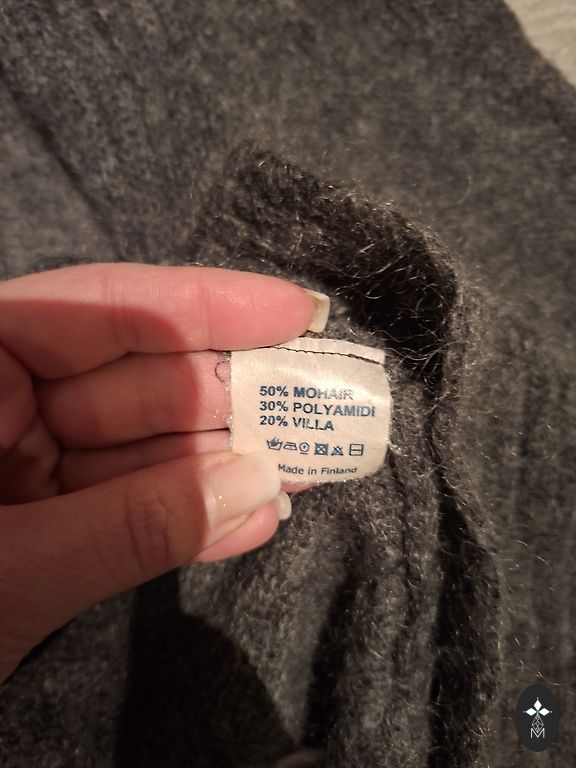 50% MOHAIR
30% POLYAMIDI
20% VILLA
Made in Finland
M